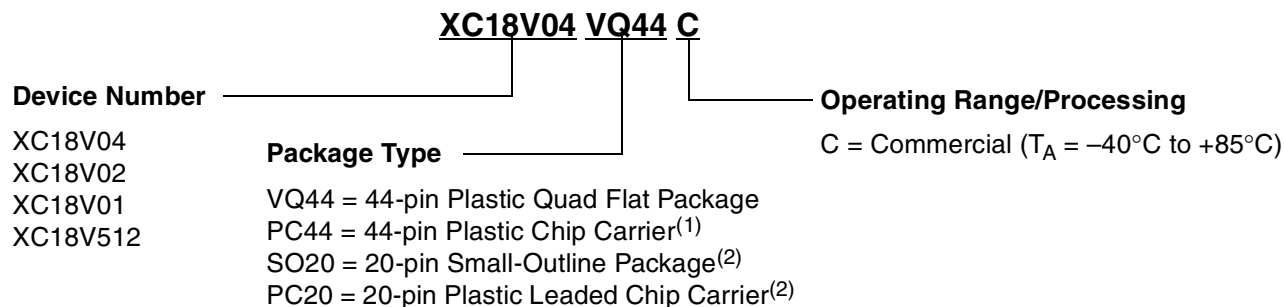 XC18V04 VQ44 C
Device Number
XC18V04
XC18V02
XC18V01
XC18V512
Package Type
VQ44 = 44-pin Plastic Quad Flat Package
PC44 = 44-pin Plastic Chip Carrier(1)
SO20 = 20-pin Small-Outline Package(2)
PC20 = 20-pin Plastic Leaded Chip Carrier(2)
Operating Range/Processing
C = Commercial (TA = –40°C to +85°C)